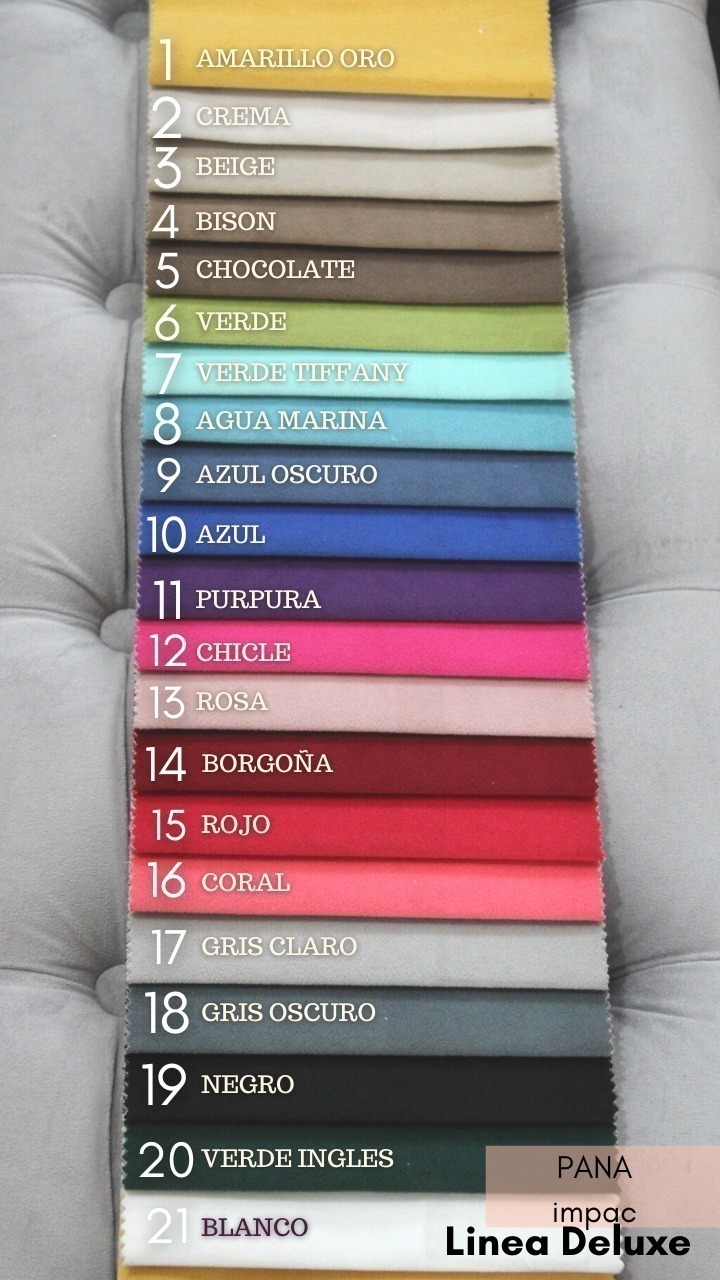 1 AMARILLO ORO
2 CREMA
3 BEIGE
4 BISON
5 CHOCOLATE
6 VERDE
7 VERDE TIFFANY
8 AGUA MARINA
9 AZUL OSCURO
10 AZUL
11 PURPURA
12 CHICLE
13 ROSA
14 BORGOÑA
15 ROJO
16 CORAL
17 GRIS CLARO
18 GRIS OSCURO
19 NEGRO
20 VERDE INGLES
21 BLANCO
PANA
impac
Linea Deluxe